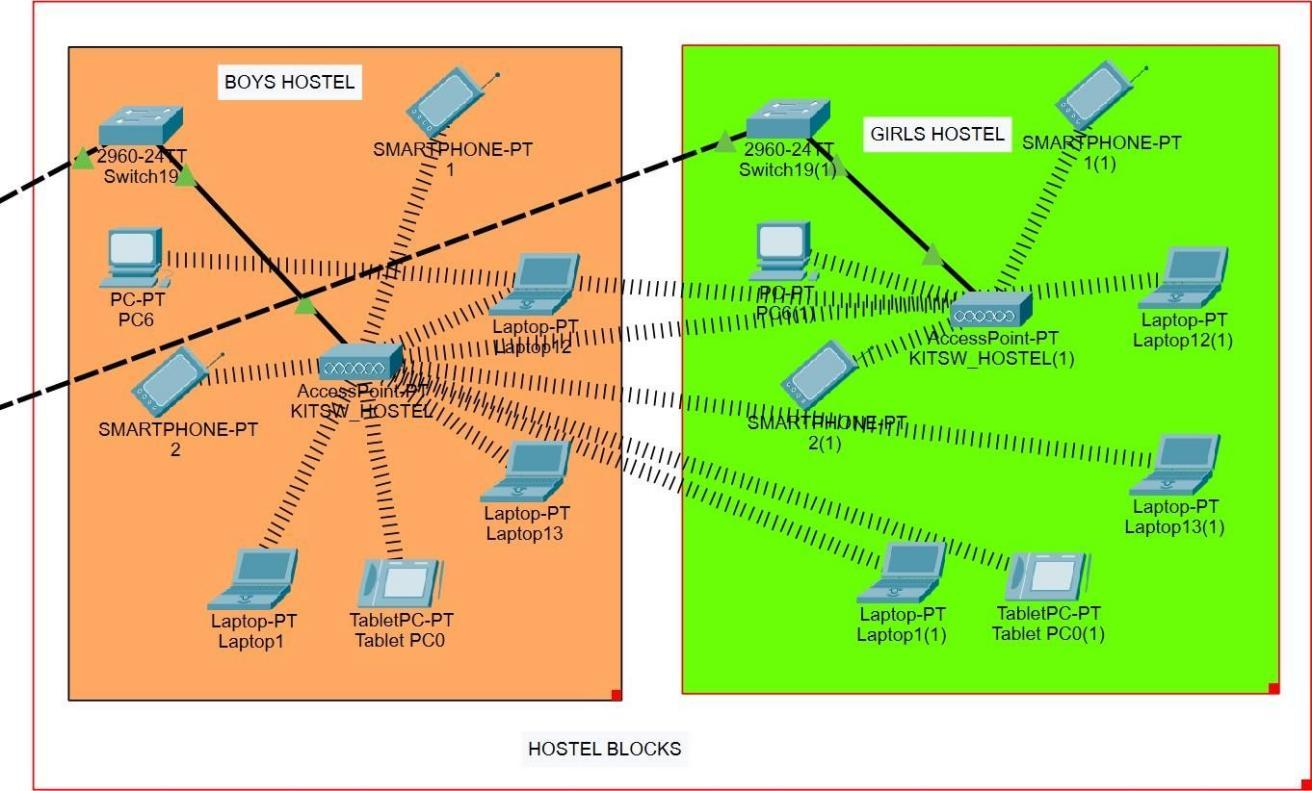 BOYS HOSTEL
2960-24TT
Switch19
SMARTPHONE-PT
1
PC-PT
PC6
Laptop-PT
Laptop12
SMARTPHONE-PT
2
AccessPoint-PT
KITSW_HOSTEL
Laptop-PT
Laptop13
Laptop-PT
Laptop1
TabletPC-PT
Tablet PC0
GIRLS HOSTEL
2960-24TT
Switch19(1)
SMARTPHONE-PT
1(1)
PC-PT
PC6(1)
AccessPoint-PT
KITSW_HOSTEL(1)
Laptop-PT
Laptop12(1)
SMARTPHONE-PT
2(1)
Laptop-PT
Laptop13(1)
Laptop-PT
Laptop1(1)
TabletPC-PT
Tablet PC0(1)
HOSTEL BLOCKS